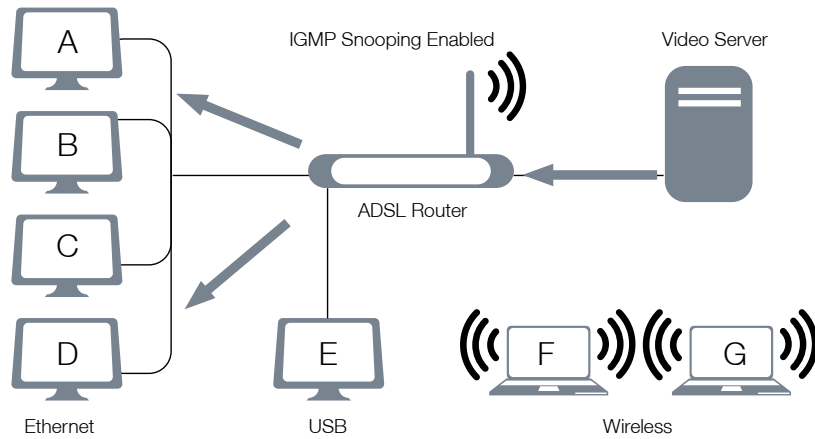 A
IGMP Snooping Enabled
Video Server
B
ADSL Router
C
D
E
F
G
Ethernet
USB
Wireless